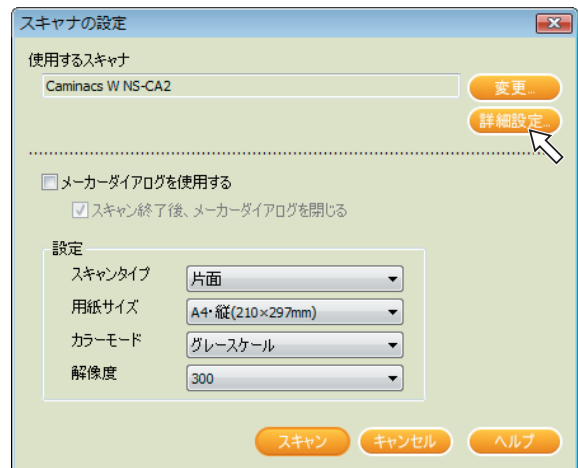 スキャナの設定
使用するスキャナ
Caminacs W NS-CA2
変更...
詳細設定...
メーカーダイアログを使用する
スキャン終了後、メーカーダイアログを閉じる
設定
スキャンタイプ 片面
用紙サイズ A4・縦(210×297mm)
カラーモード グレースケール
解像度 300
スキャン キャンセル ヘルプ